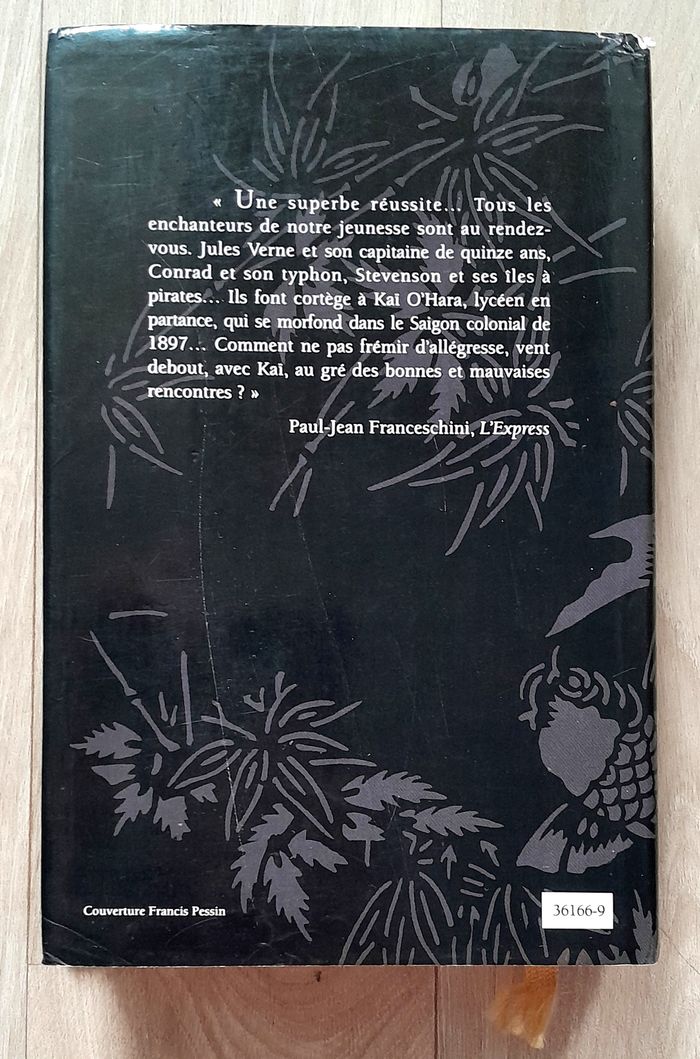 « Une superbe réussite... Tous les
enchanteurs de notre jeunesse sont au rendez-
vous. Jules Verne et son capitaine de quinze ans,
Conrad et son typhon, Stevenson et ses îles à
pirates... Ils font cortège à Kaï O'Hara, lycéen en
partance, qui se morfond dans le Saigon colonial de
1897... Comment ne pas frémir d'allégresse, vent
debout, avec Kaï, au gré des bonnes et mauvaises
rencontres ? »
Paul-Jean Franceschini, L'Express
Couverture Francis Pessin
36166-9